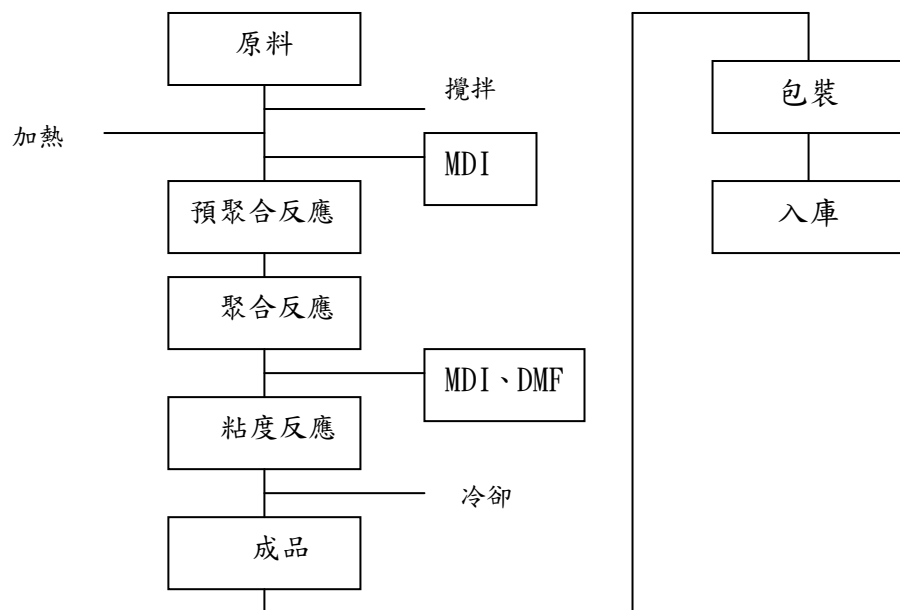 原料
攪拌
加熱
MDI
預聚合反應
聚合反應
MDI、DMF
粘度反應
冷卻
成品
包裝
入庫